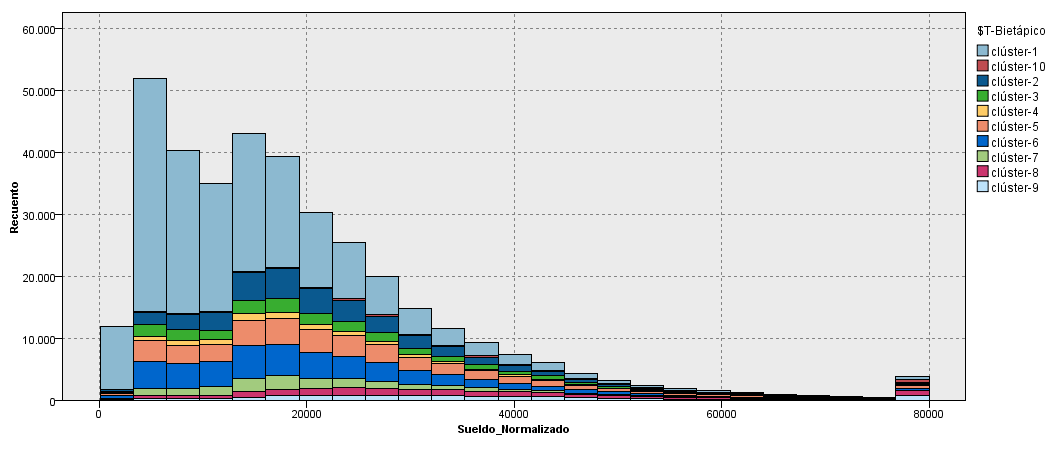 60.000
50.000
40.000
30.000
20.000
10.000
0
Recuento
0
20000
40000
60000
80000
Sueldo_Normalizado
$T-Bietápico
clúster-1
clúster-10
clúster-2
clúster-3
clúster-4
clúster-5
clúster-6
clúster-7
clúster-8
clúster-9